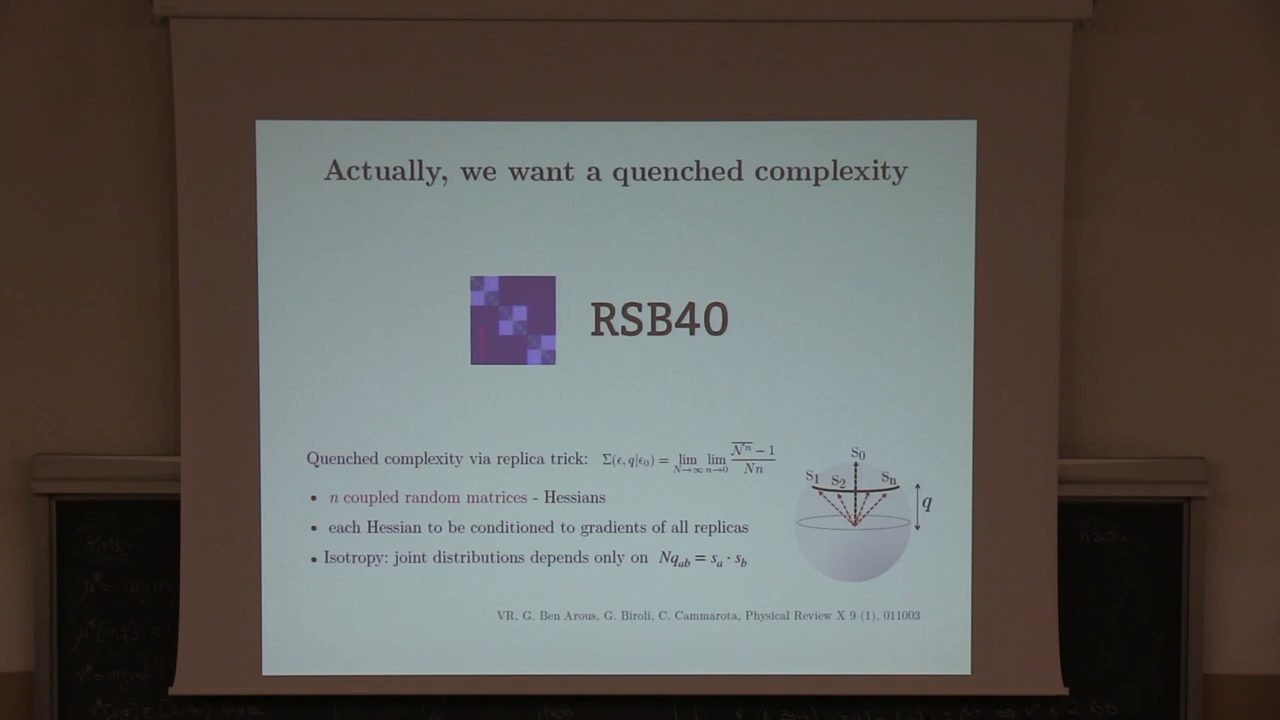 Actually, we want a quenched complexity
RSB40
Quenched complexity via replica trick: Σ(ϵ, q|ϵ₀) = lim_{N→∞} lim_{n→0} (\overline{𝒩ⁿ} − 1)/(Nn)
• n coupled random matrices - Hessians
• each Hessian to be conditioned to gradients of all replicas
• Isotropy: joint distributions depends only on Nq_{ab} = s_a · s_b
S₀
S₁ S₂ Sₙ
q
VR, G. Ben Arous, G. Biroli, C. Cammarota, Physical Review X 9 (1), 011003